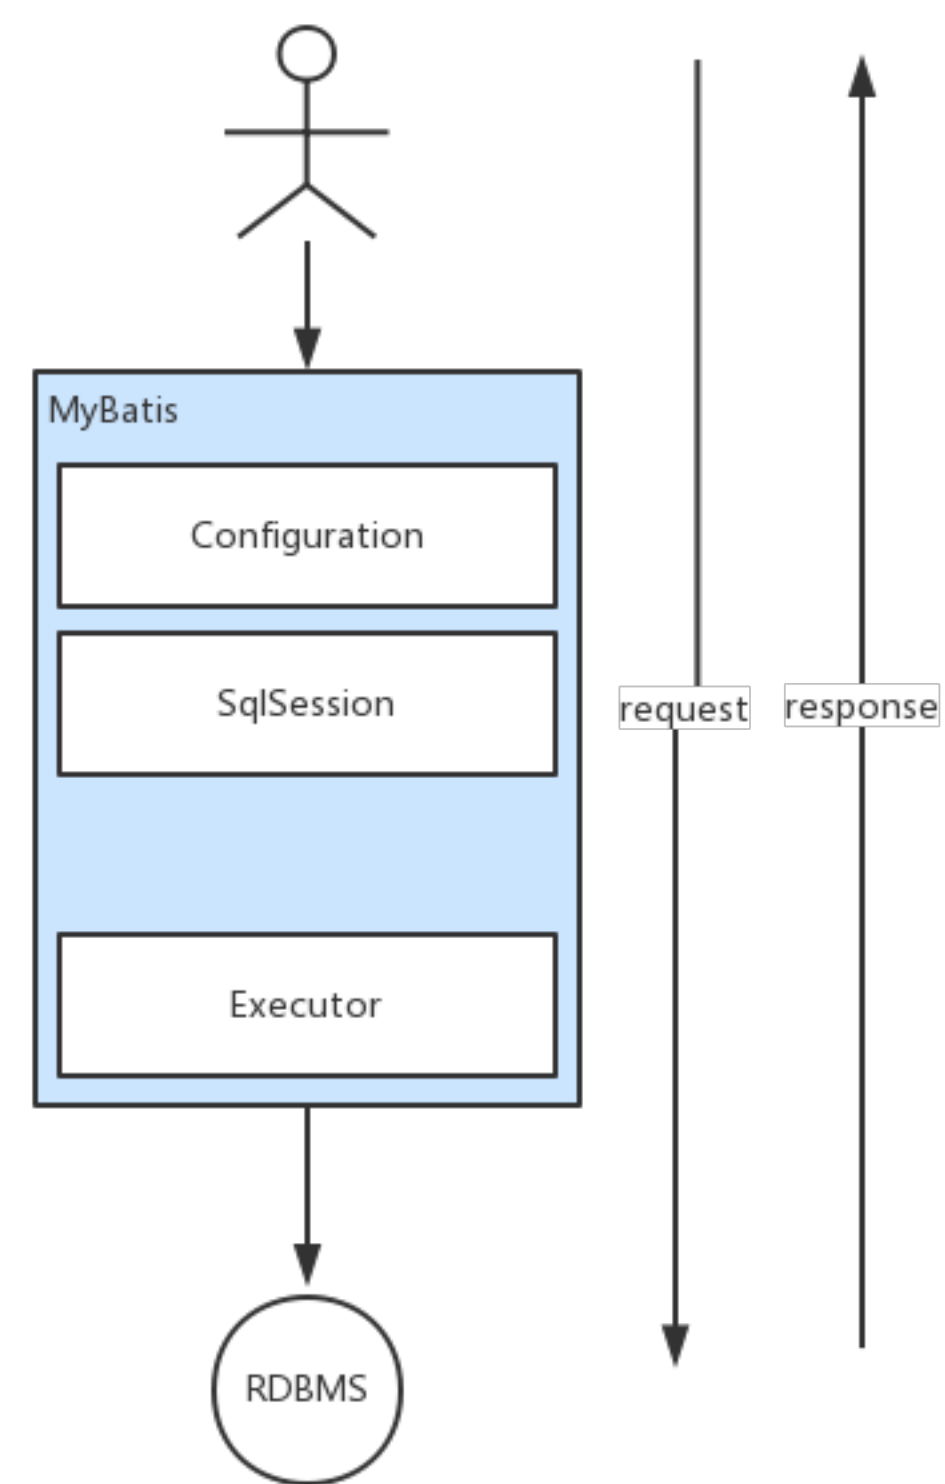 MyBatis
Configuration
SqlSession
request
response
Executor
RDBMS